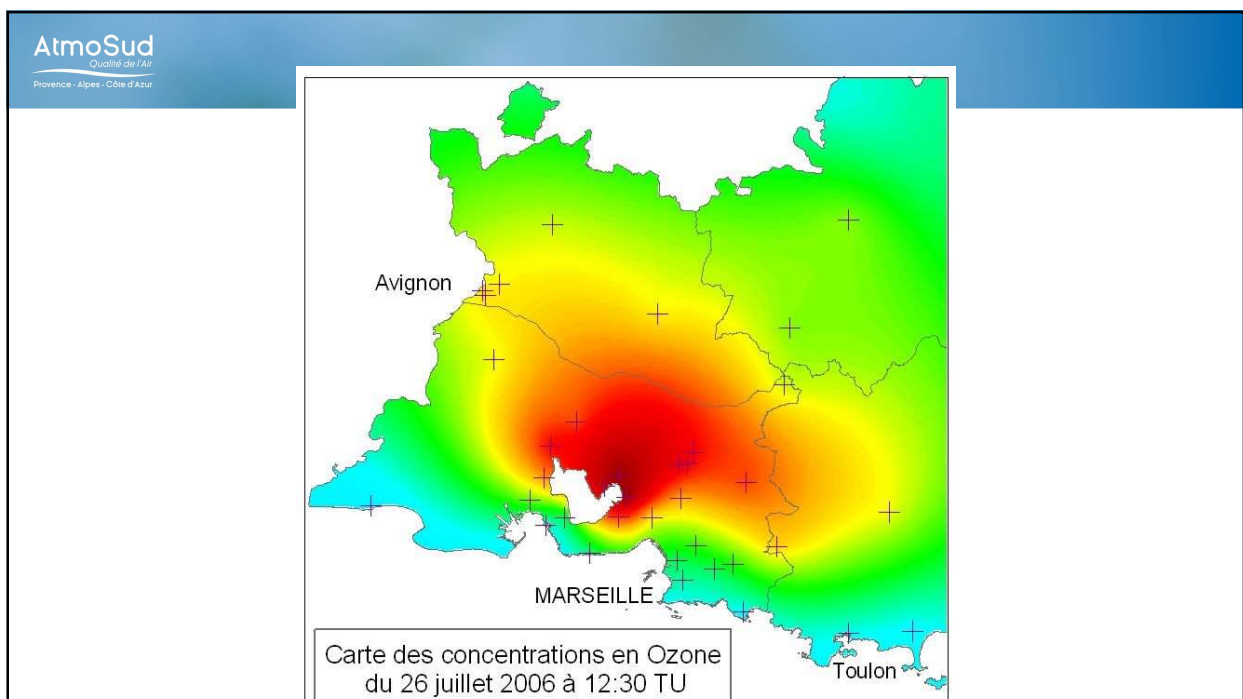 AtmoSud
Qualité de l'Air
Provence - Alpes - Côte d'Azur
Avignon
MARSEILLE
Toulon
Carte des concentrations en Ozone
du 26 juillet 2006 à 12:30 TU